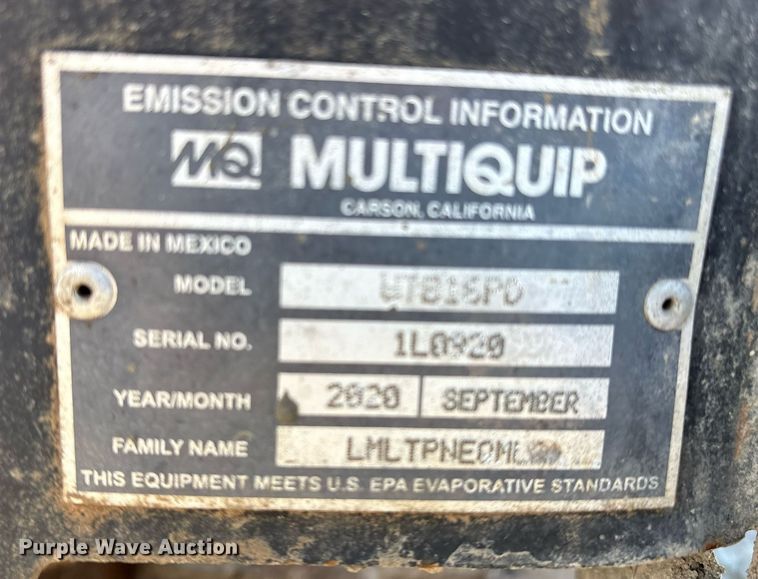 EMISSION CONTROL INFORMATION
MQ MULTIQUIP
CARSON, CALIFORNIA
MADE IN MEXICO
MODEL
SERIAL NO. 1L0920
YEAR/MONTH 2020 SEPTEMBER
FAMILY NAME
THIS EQUIPMENT MEETS U.S. EPA EVAPORATIVE STANDARDS
Purple Wave Auction